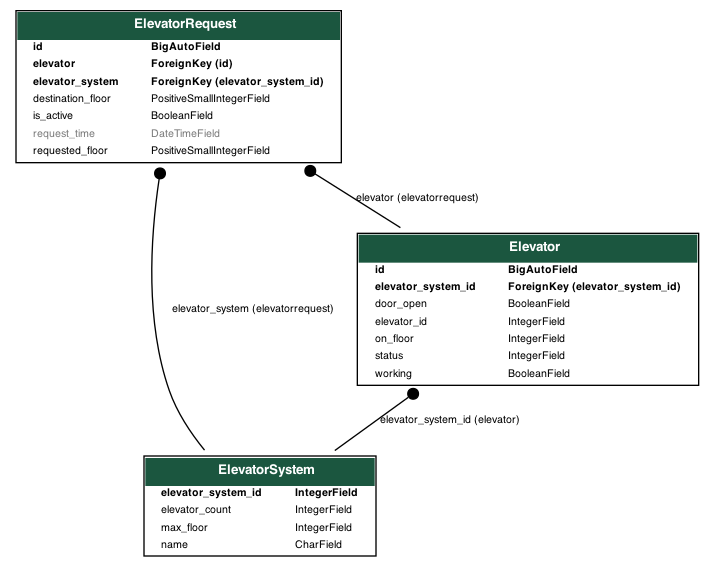 ElevatorRequest
id BigAutoField
elevator ForeignKey (id)
elevator_system ForeignKey (elevator_system_id)
destination_floor PositiveSmallIntegerField
is_active BooleanField
request_time DateTimeField
requested_floor PositiveSmallIntegerField
elevator (elevatorrequest)
Elevator
id BigAutoField
elevator_system_id ForeignKey (elevator_system_id)
door_open BooleanField
elevator_id IntegerField
on_floor IntegerField
status IntegerField
working BooleanField
elevator_system (elevatorrequest)
elevator_system_id (elevator)
ElevatorSystem
elevator_system_id IntegerField
elevator_count IntegerField
max_floor IntegerField
name CharField